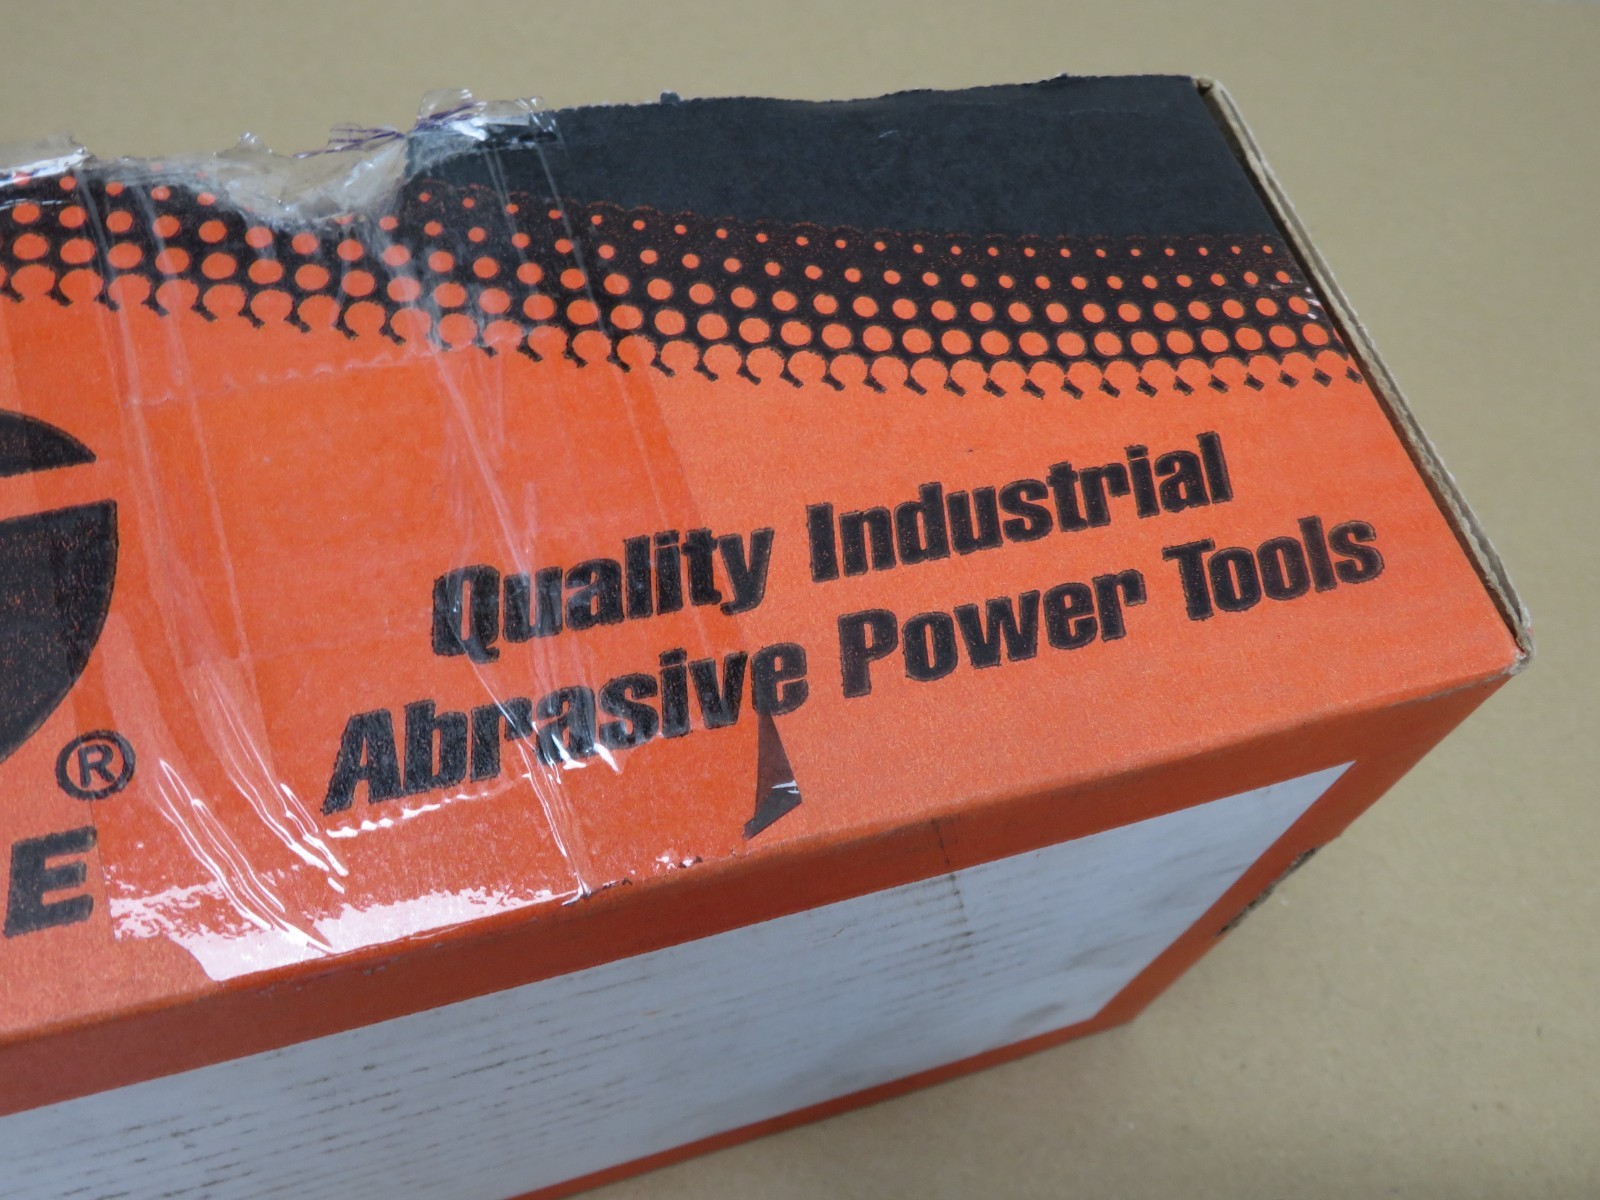 Quality Industrial
Abrasive Power Tools
®
E